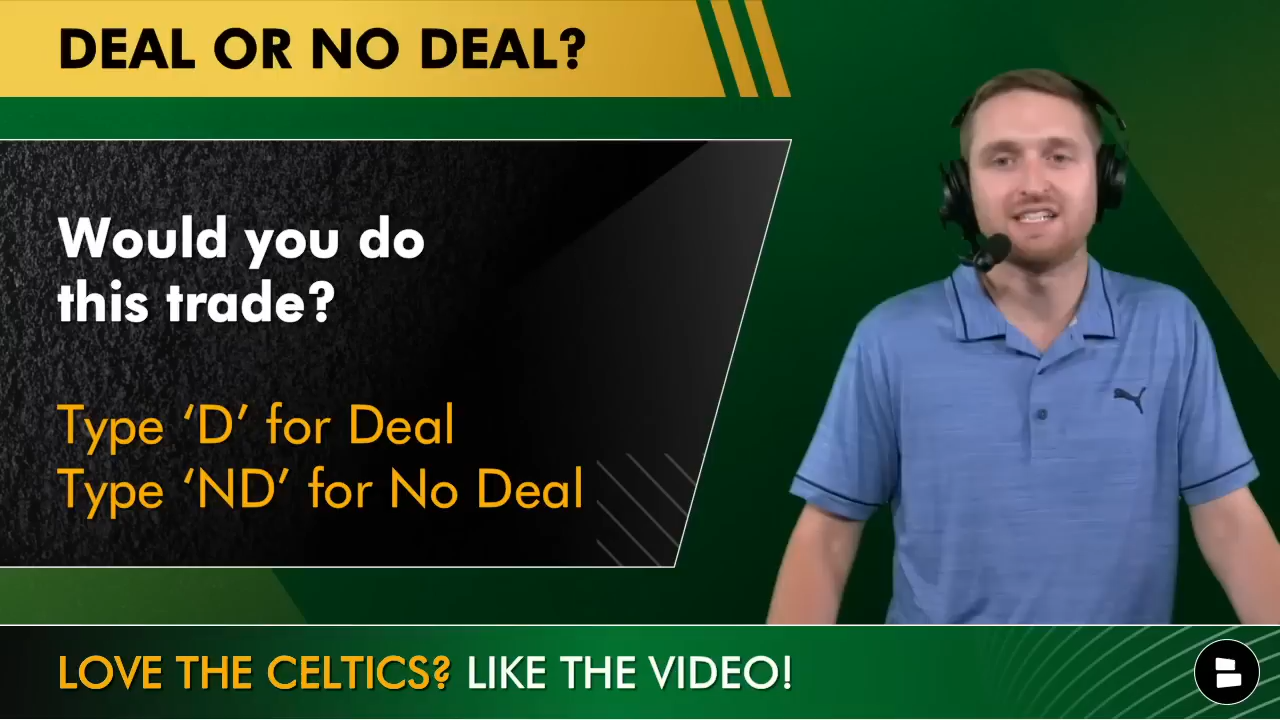 DEAL OR NO DEAL?
Would you do
this trade?
Type ‘D’ for Deal
Type ‘ND’ for No Deal
LOVE THE CELTICS? LIKE THE VIDEO!